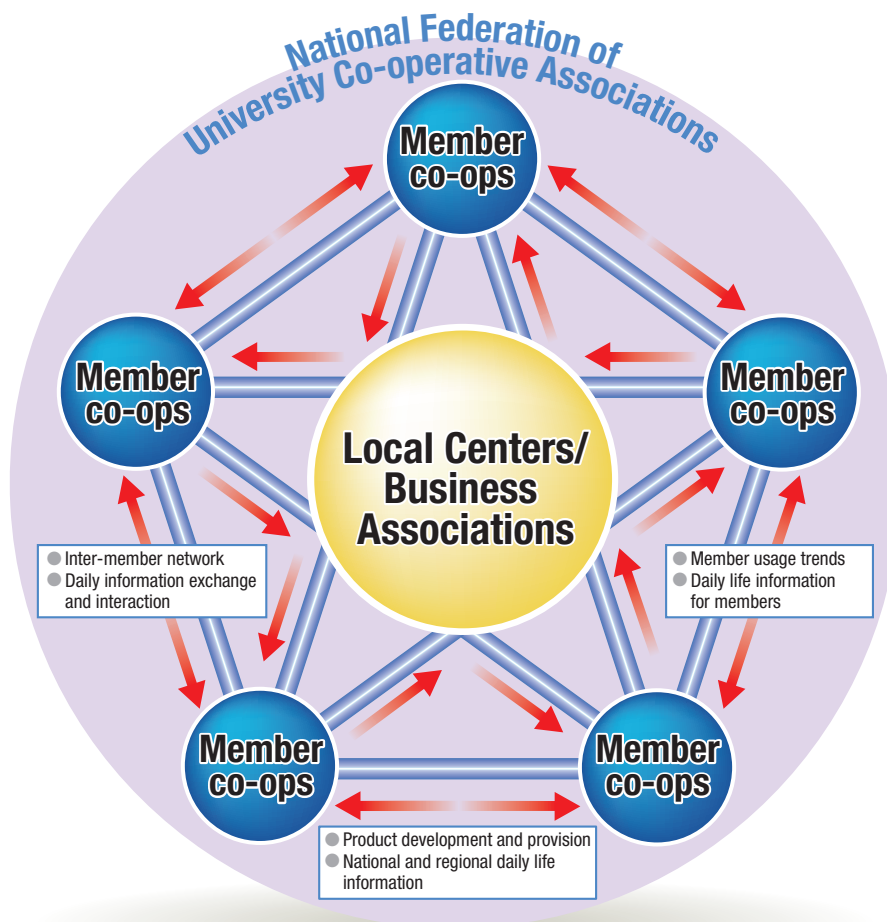 National Federation of
University Co-operative Associations
Member
co-ops
Member
co-ops
Member
co-ops
Local Centers/
Business
Associations
● Inter-member network
● Daily information exchange
and interaction
● Member usage trends
● Daily life information
for members
Member
co-ops
Member
co-ops
● Product development and provision
● National and regional daily life
information